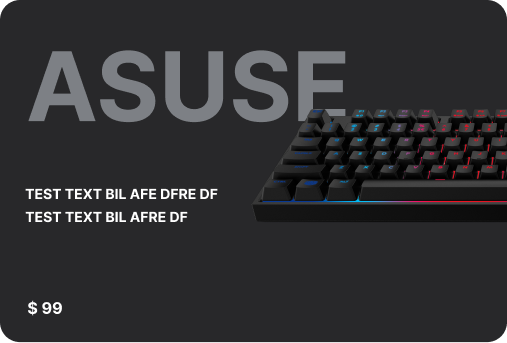 ASUSE
TEST TEXT BIL AFE DFRE DF
TEST TEXT BIL AFRE DF
$ 99